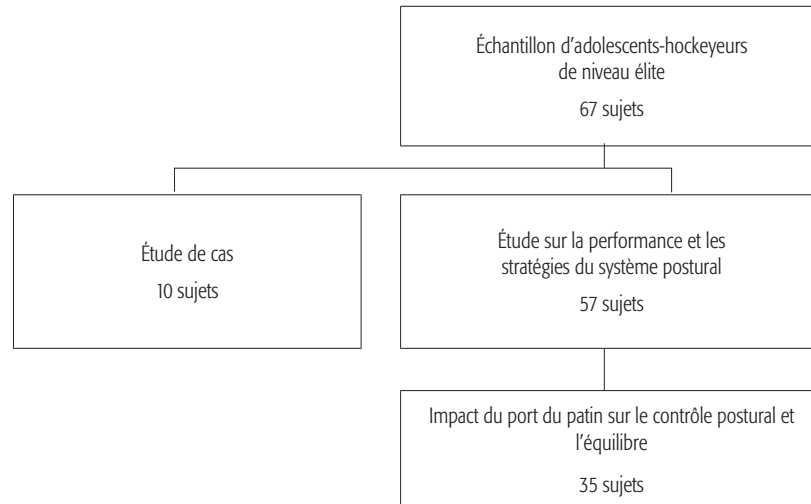 Échantillon d’adolescents-hockeyeurs
de niveau élite
67 sujets
Étude de cas
10 sujets
Étude sur la performance et les
stratégies du système postural
57 sujets
Impact du port du patin sur le contrôle postural et
l’équilibre
35 sujets